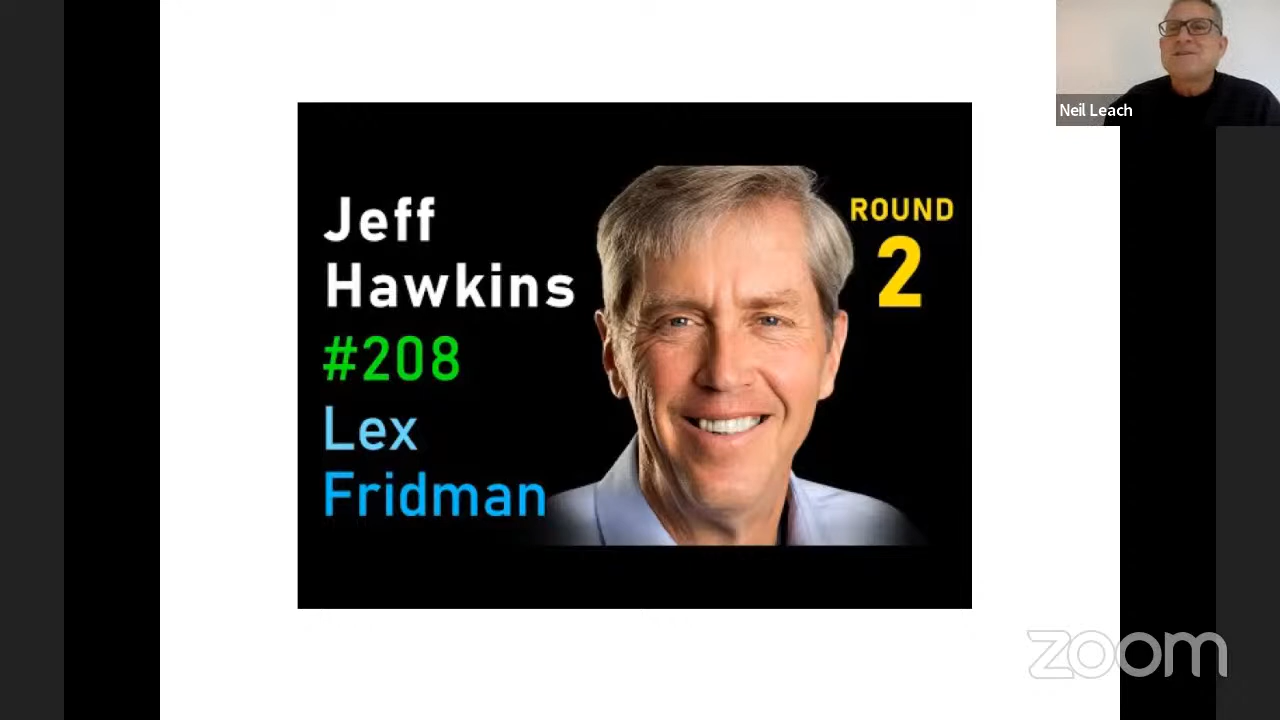 Jeff
Hawkins
#208
Lex
Fridman
ROUND
2
Neil Leach
zoom